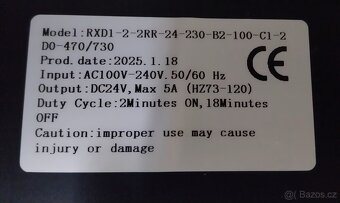 Model:RXD1-2-2RR-24-230-B2-100-C1-2
D0-470/730
Prod.date:2025.1.18
Input:AC100V-240V.50/60 Hz
Output:DC24V,Max 5A (HZ73-120)
Duty Cycle:2Minutes ON,18Minutes
OFF
Caution:improper use may cause
injury or damage
CE
Bazos.cz